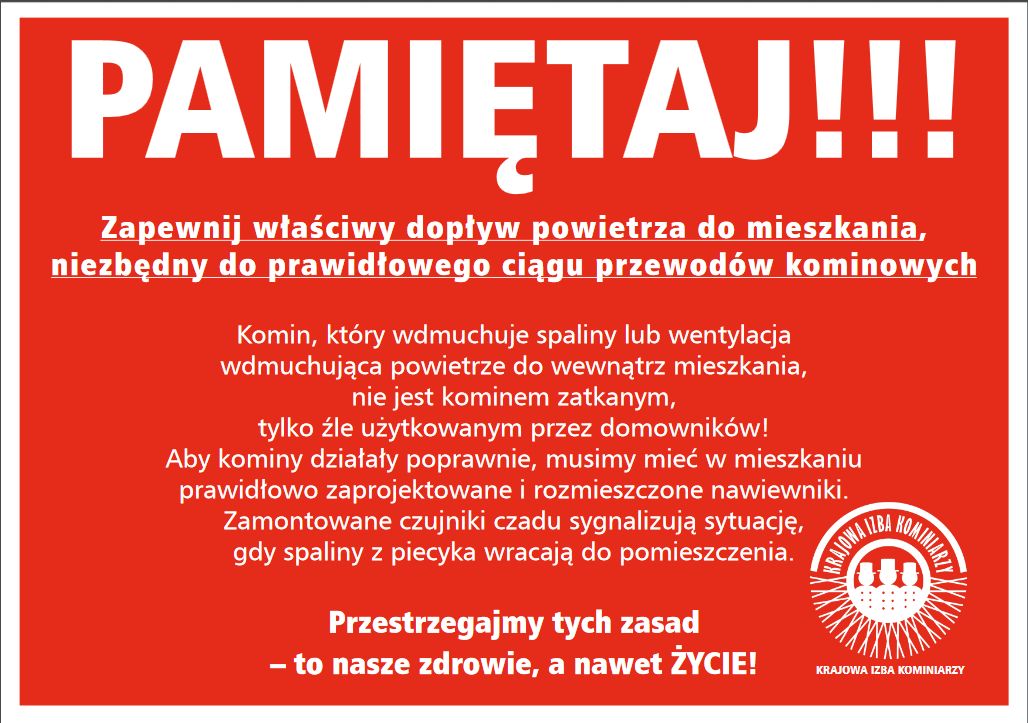 PAMIĘTAJ!!!
Zapewnij właściwy dopływ powietrza do mieszkania,
niezbędny do prawidłowego ciągu przewodów kominowych
Komin, który wdmuchuje spaliny lub wentylacja
wdmuchująca powietrze do wewnątrz mieszkania,
nie jest kominem zatkanym,
tylko źle użytkowanym przez domowników!
Aby kominy działały poprawnie, musimy mieć w mieszkaniu
prawidłowo zaprojektowane i rozmieszczone nawiewniki.
Zamontowane czujniki czadu sygnalizują sytuację,
gdy spaliny z piecyka wracają do pomieszczenia.
Przestrzegajmy tych zasad
– to nasze zdrowie, a nawet ŻYCIE!
KRAJOWA IZBA KOMINIARZY
KRAJOWA IZBA KOMINIARZY